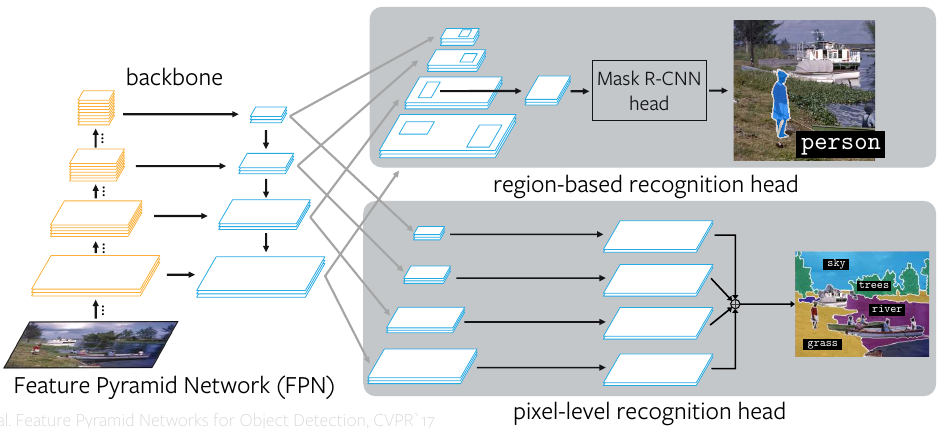 backbone
Mask R-CNN
head
person
region-based recognition head
sky
trees
river
grass
Feature Pyramid Network (FPN)
pixel-level recognition head
al. Feature Pyramid Networks for Object Detection, CVPR`17